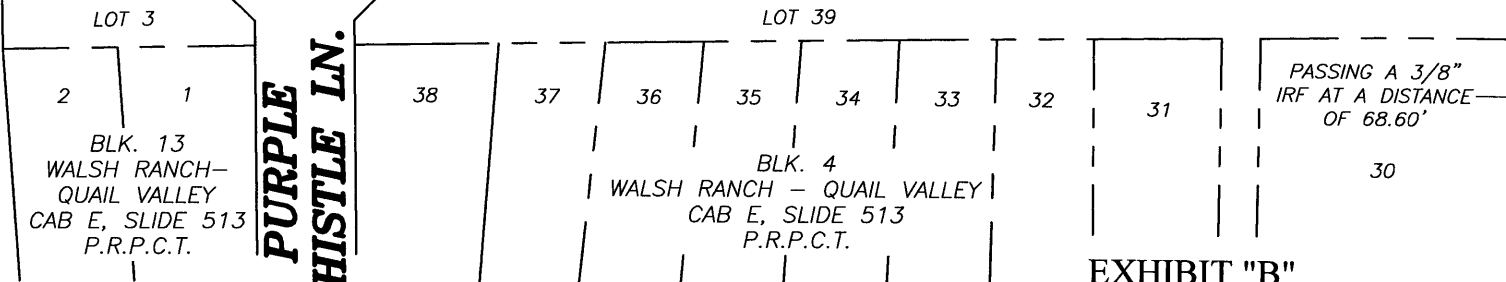 LOT 3
LOT 39
2
1
PURPLE
HISTLE LN.
38
37
36
35
34
33
32
31
PASSING A 3/8"
IRF AT A DISTANCE
OF 68.60'
30
BLK. 13
WALSH RANCH-
QUAIL VALLEY
CAB E, SLIDE 513
P.R.P.C.T.
BLK. 4
WALSH RANCH - QUAIL VALLEY
CAB E, SLIDE 513
P.R.P.C.T.
EXHIBIT "B"